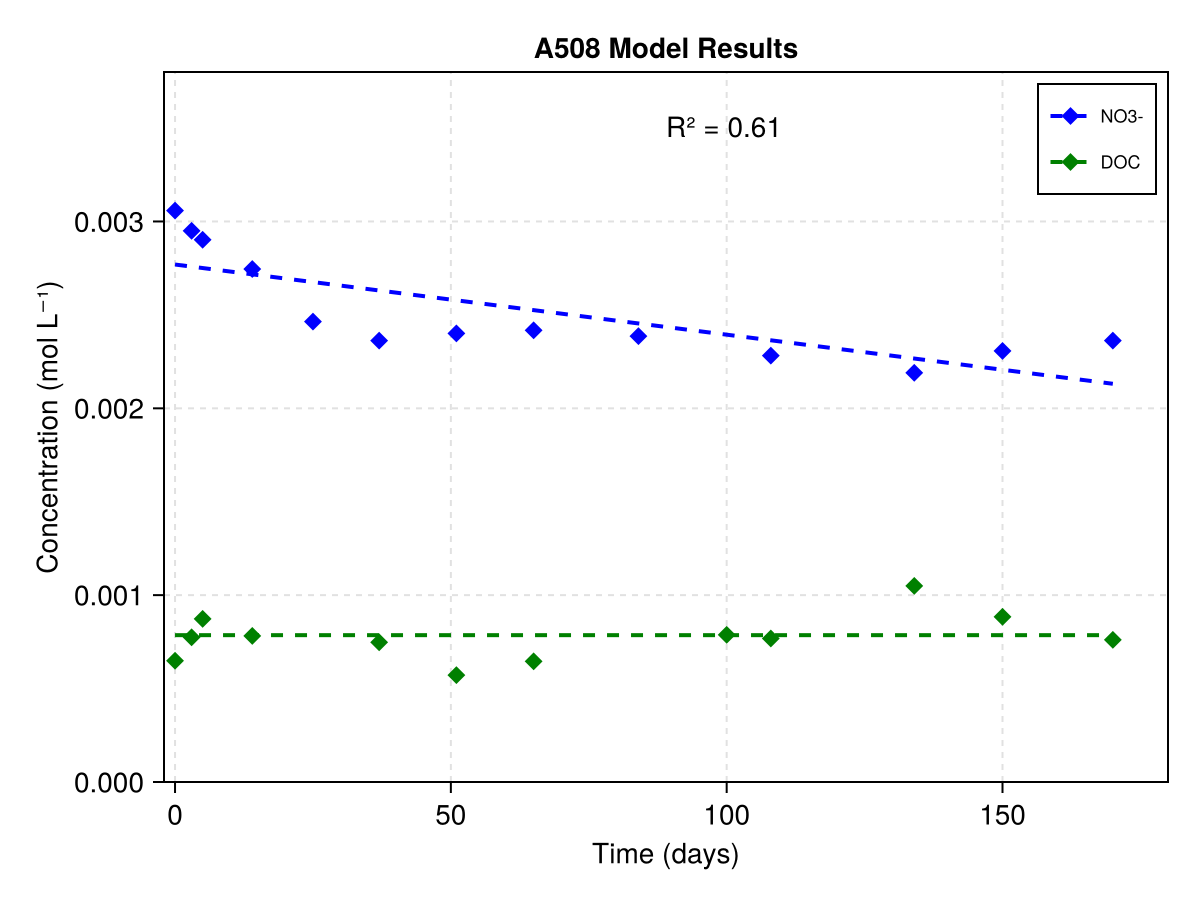 A508 Model Results
R² = 0.61
NO3-
DOC
Concentration (mol L⁻¹)
0.003
0.002
0.001
0.000
0
50
100
150
Time (days)